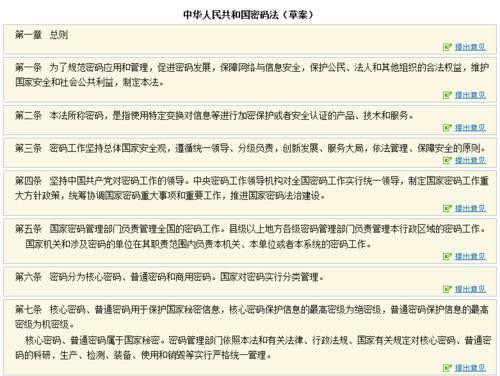 中华人民共和国密码法（草案）
第一章 总则
提出意见
第一条 为了规范密码应用和管理，促进密码发展，保障网络与信息安全，保护公民、法人和其他组织的合法权益，维护
国家安全和社会公共利益，制定本法。
提出意见
第二条 本法所称密码，是指使用特定变换对信息等进行加密保护或者安全认证的产品、技术和服务。
提出意见
第三条 密码工作坚持总体国家安全观，遵循统一领导、分级负责，创新发展、服务大局，依法管理、保障安全的原则。
提出意见
第四条 坚持中国共产党对密码工作的领导。中央密码工作领导机构对全国密码工作实行统一领导，制定国家密码工作重
大方针政策，统筹协调国家密码重大事项和重要工作，推进国家密码法治建设。
提出意见
第五条 国家密码管理部门负责管理全国的密码工作。县级以上地方各级密码管理部门负责管理本行政区域的密码工作。
国家机关和涉及密码的单位在其职责范围内负责本机关、本单位或者本系统的密码工作。
提出意见
第六条 密码分为核心密码、普通密码和商用密码。国家对密码实行分类管理。
提出意见
第七条 核心密码、普通密码用于保护国家秘密信息，核心密码保护信息的最高密级为绝密级，普通密码保护信息的最高
密级为机密级。
核心密码、普通密码属于国家秘密。密码管理部门依照本法和有关法律、行政法规、国家有关规定对核心密码、普通密
码的科研、生产、检测、装备、使用和销毁等实行严格统一管理。
提出意见